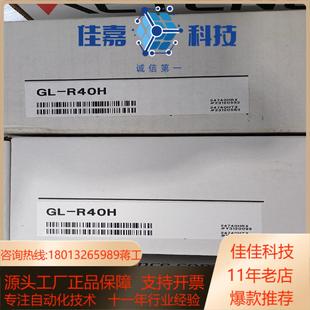 佳嘉 科技
诚信第一
GL-R40H
GL-R40H
咨询热线:18013265989蒋工
佳佳科技
源头工厂正品保障 支持开票
11年老店
专注自动化技术 十一年行业经验
爆款推荐